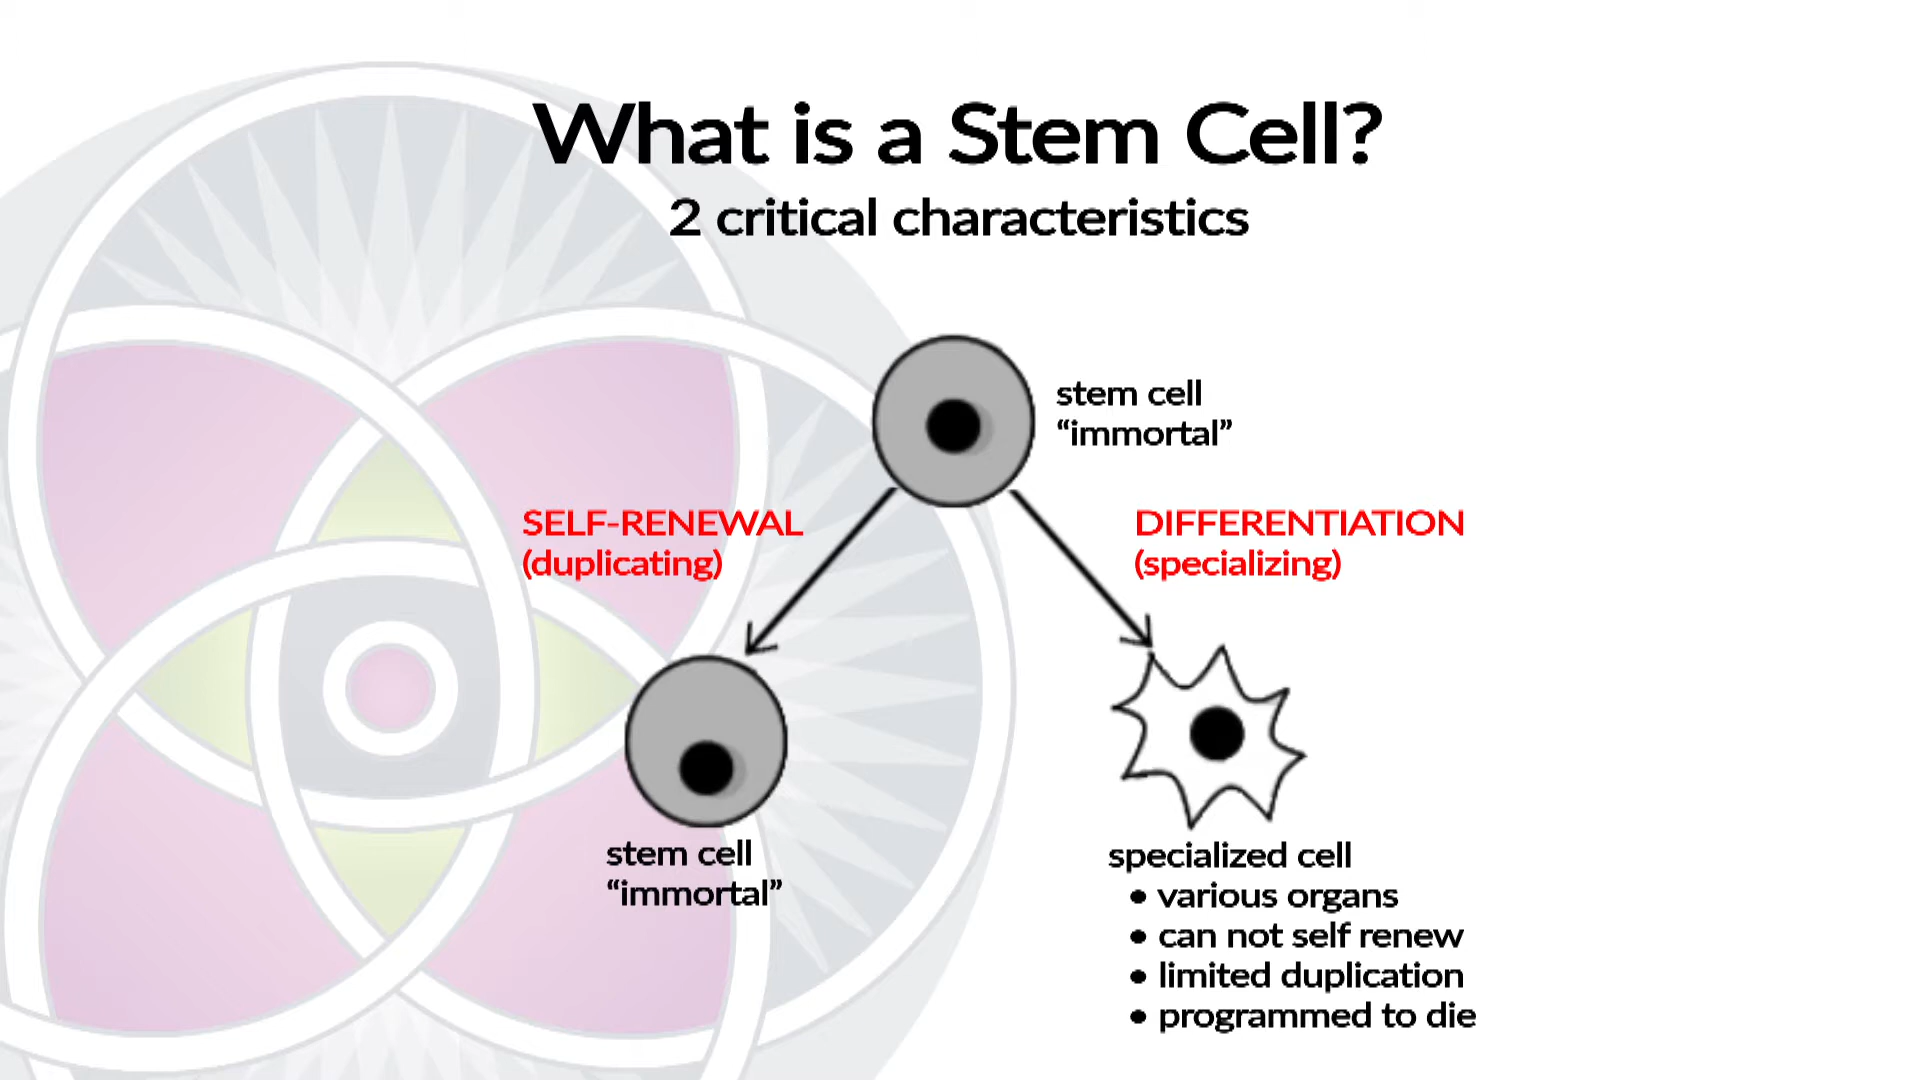 What is a Stem Cell?
2 critical characteristics
stem cell
“immortal”
SELF-RENEWAL
(duplicating)
DIFFERENTIATION
(specializing)
stem cell
“immortal”
specialized cell
• various organs
• can not self renew
• limited duplication
• programmed to die